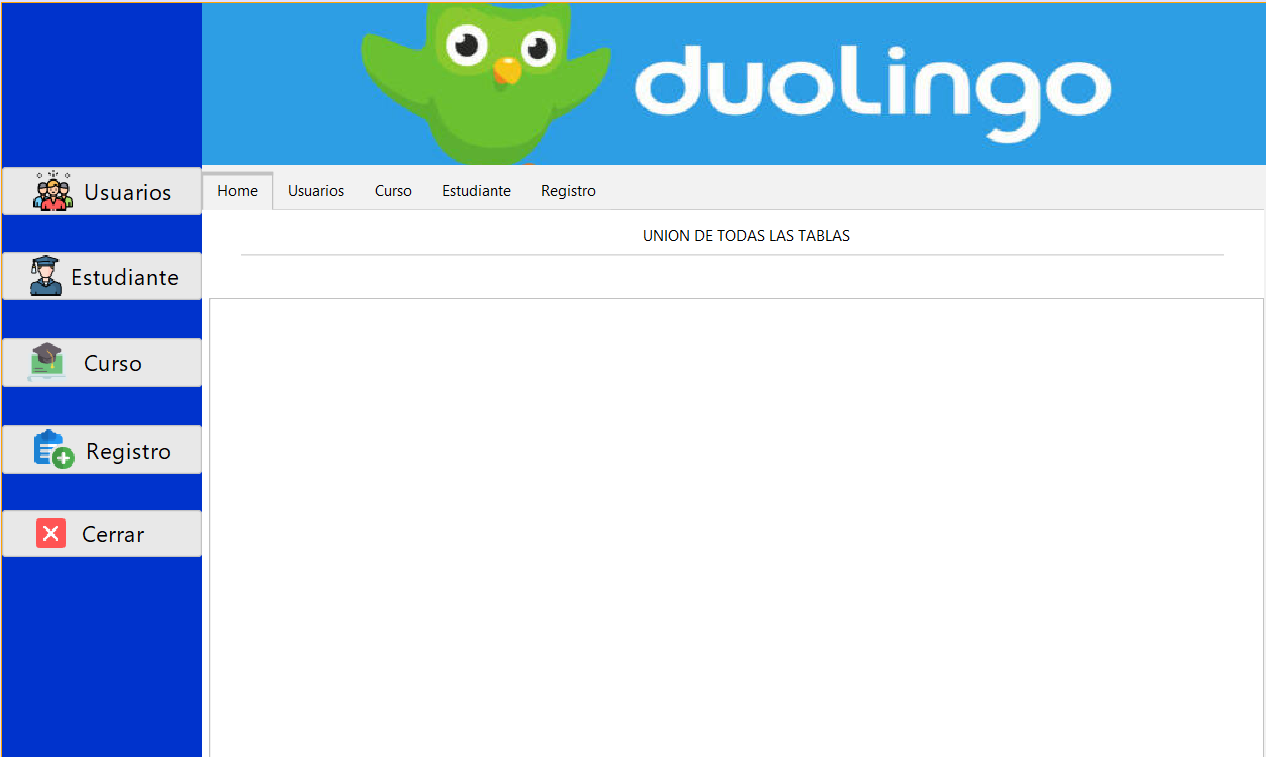 duolingo
Usuarios
Estudiante
Curso
Registro
Cerrar
Home Usuarios Curso Estudiante Registro
UNION DE TODAS LAS TABLAS